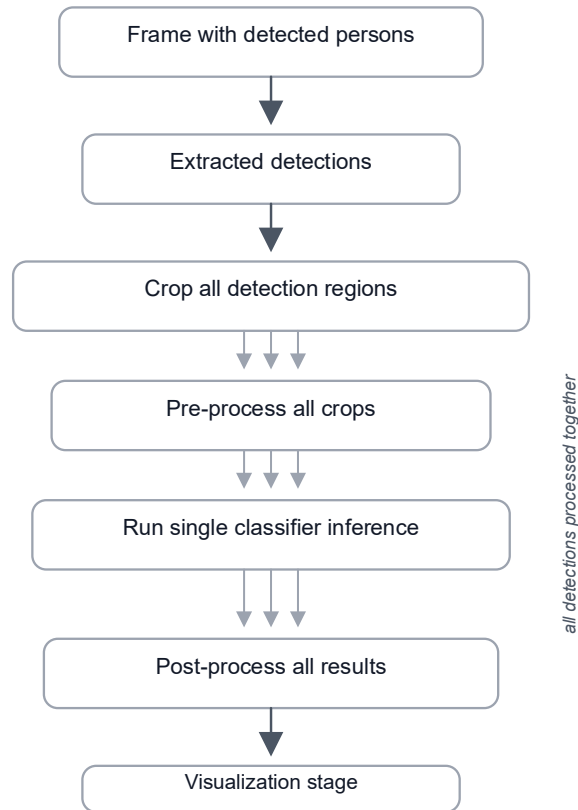 Frame with detected persons
Extracted detections
Crop all detection regions
Pre-process all crops
Run single classifier inference
Post-process all results
Visualization stage
all detections processed together